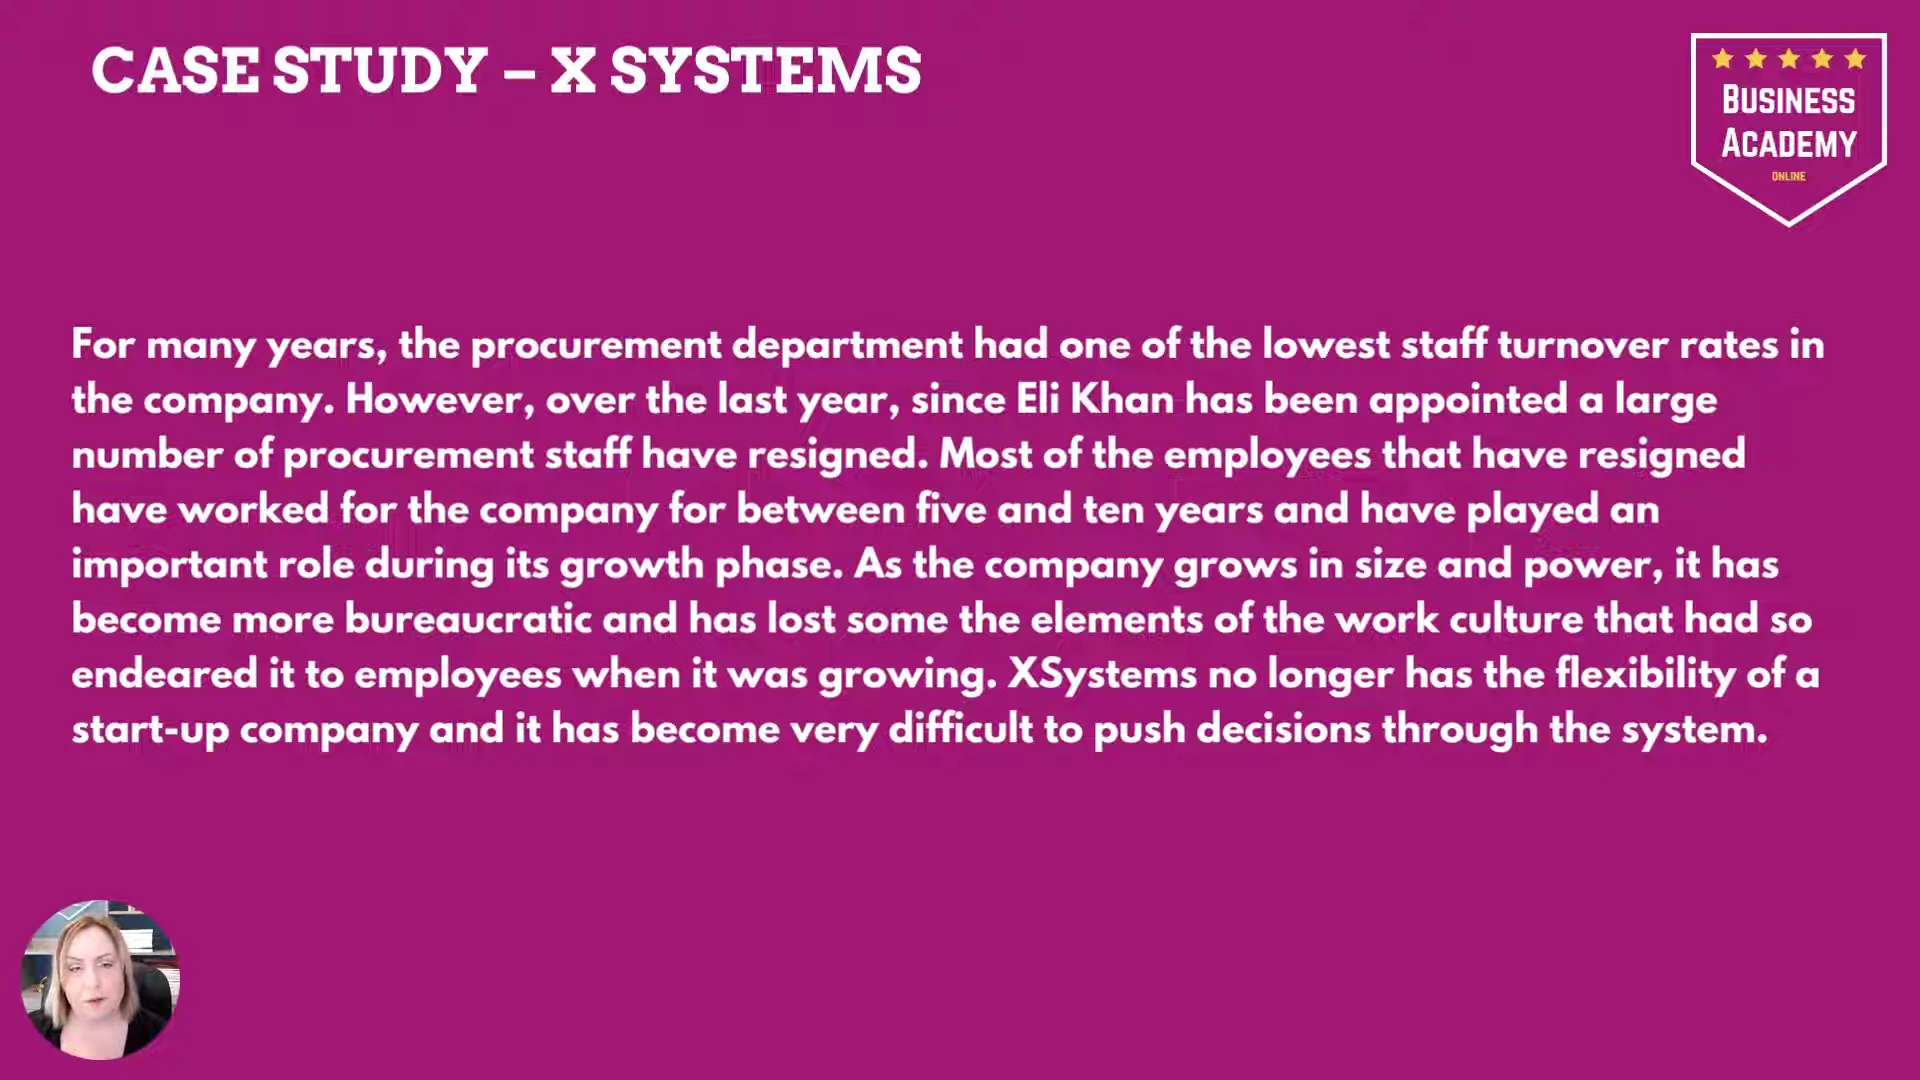 CASE STUDY – X SYSTEMS
BUSINESS
ACADEMY
ONLINE
For many years, the procurement department had one of the lowest staff turnover rates in
the company. However, over the last year, since Eli Khan has been appointed a large
number of procurement staff have resigned. Most of the employees that have resigned
have worked for the company for between five and ten years and have played an
important role during its growth phase. As the company grows in size and power, it has
become more bureaucratic and has lost some the elements of the work culture that had so
endeared it to employees when it was growing. XSystems no longer has the flexibility of a
start-up company and it has become very difficult to push decisions through the system.